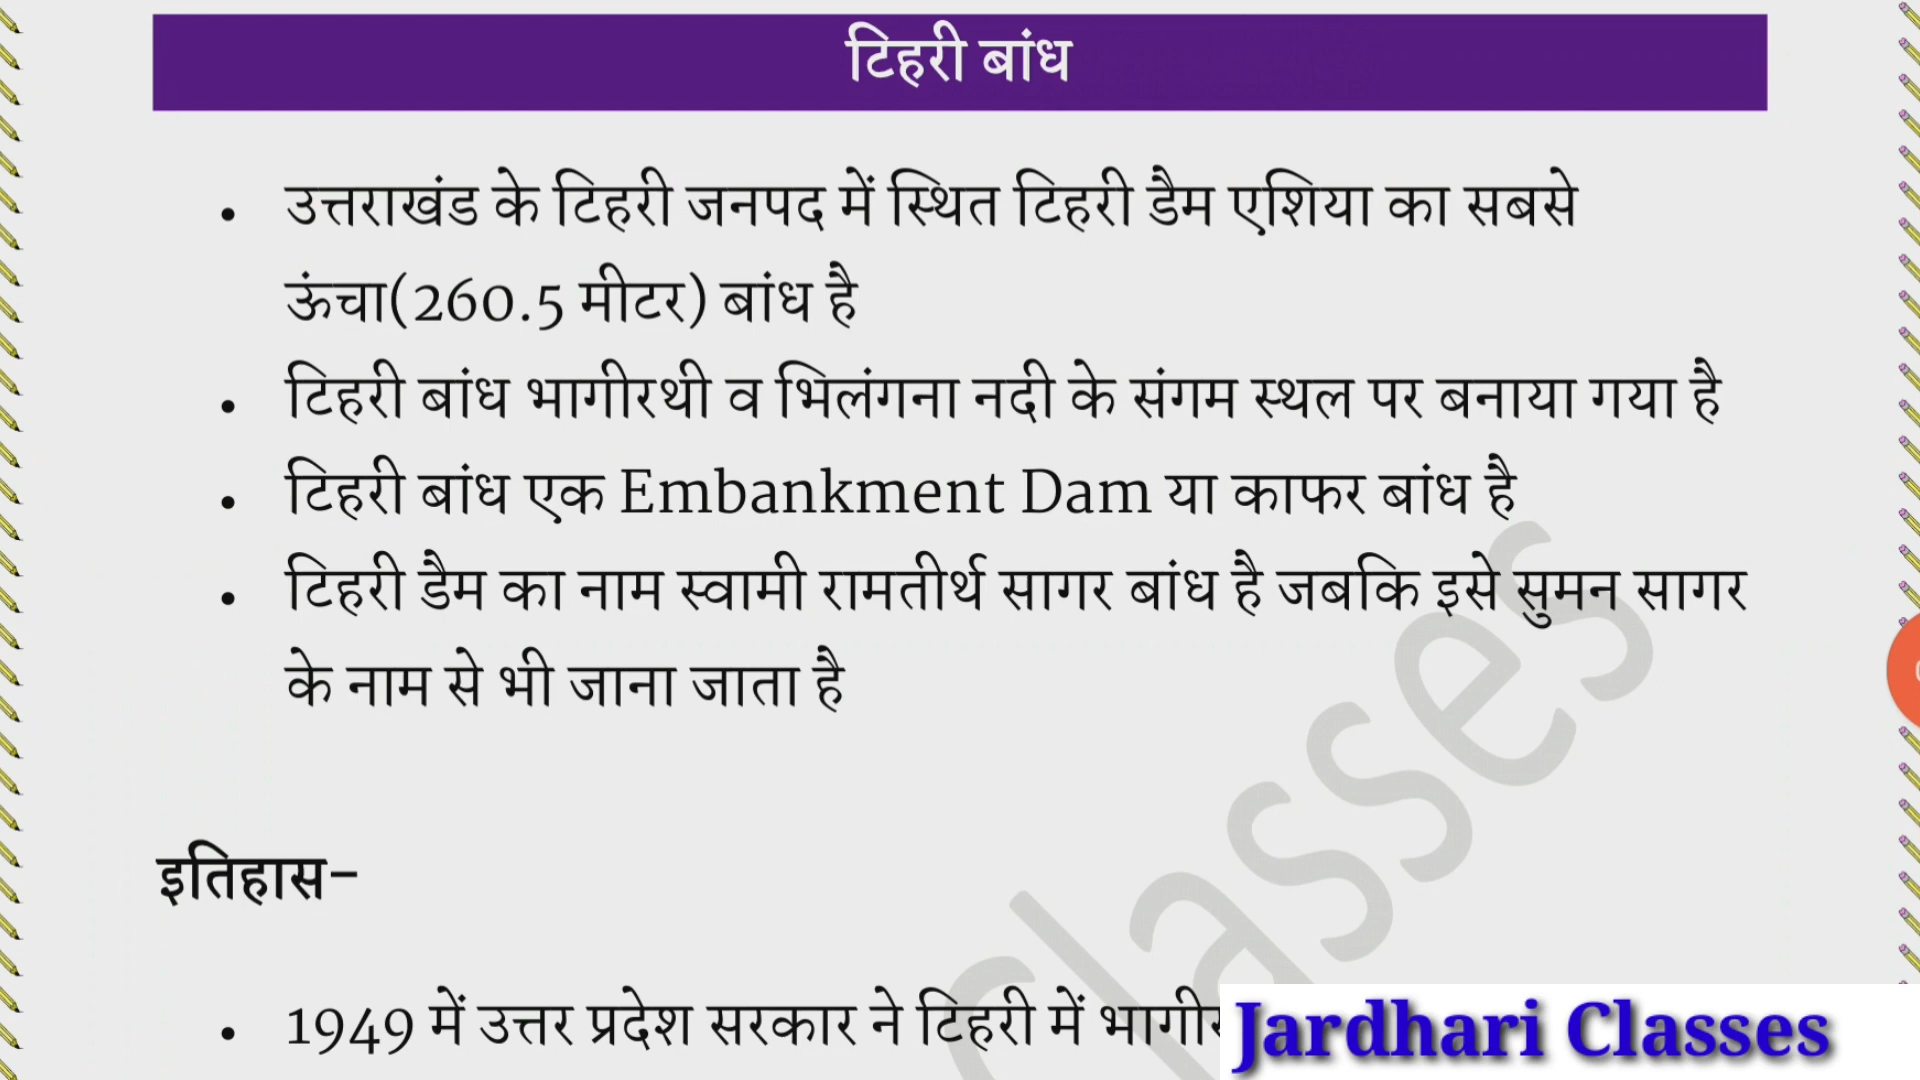 टिहरी बांध
• उत्तराखंड के टिहरी जनपद में स्थित टिहरी डैम एशिया का सबसे
ऊंचा(260.5 मीटर) बांध है
• टिहरी बांध भागीरथी व भिलंगना नदी के संगम स्थल पर बनाया गया है
• टिहरी बांध एक Embankment Dam या काफर बांध है
• टिहरी डैम का नाम स्वामी रामतीर्थ सागर बांध है जबकि इसे सुमन सागर
के नाम से भी जाना जाता है
इतिहास-
• 1949 में उत्तर प्रदेश सरकार ने टिहरी में
Jardhari Classes
Classes